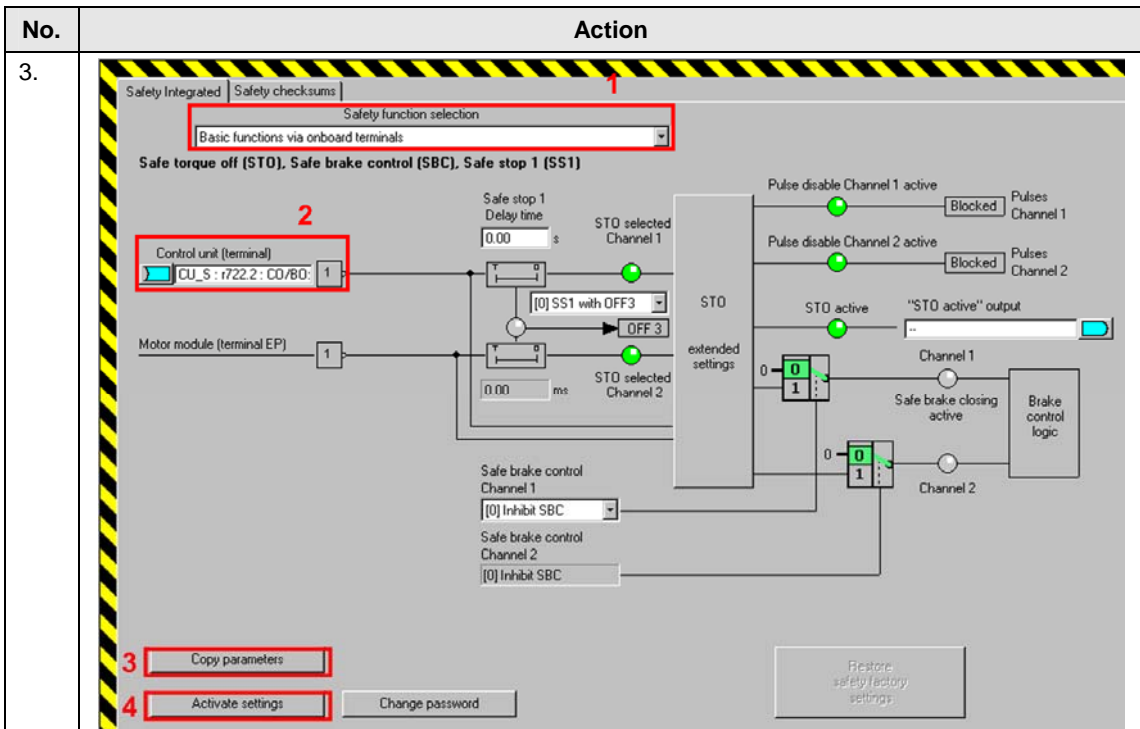 No.
Action
3.
1
Safety Integrated
Safety checksums
Safety function selection
Basic functions via onboard terminals
Safe torque off (STO), Safe brake control (SBC), Safe stop 1 (SS1)
2
Control unit (terminal)
CU_S : r722.2 : CO/BO:
1
Safe stop 1
Delay time
0.00
s
STO selected
Channel 1
[0] SS1 with OFF3
OFF 3
Motor module (terminal EP)
1
T
0
T
0
0.00
ms
STO selected
Channel 2
STO
extended
settings
Pulse disable Channel 1 active
Blocked
Pulses
Channel 1
Pulse disable Channel 2 active
Blocked
Pulses
Channel 2
STO active
"STO active" output
--
0
0
1
Channel 1
Safe brake closing
active
Brake
control
logic
0
0
1
Channel 2
Safe brake control
Channel 1
[0] Inhibit SBC
Safe brake control
Channel 2
[0] Inhibit SBC
3
Copy parameters
4
Activate settings
Change password
Restore
safety factory
settings